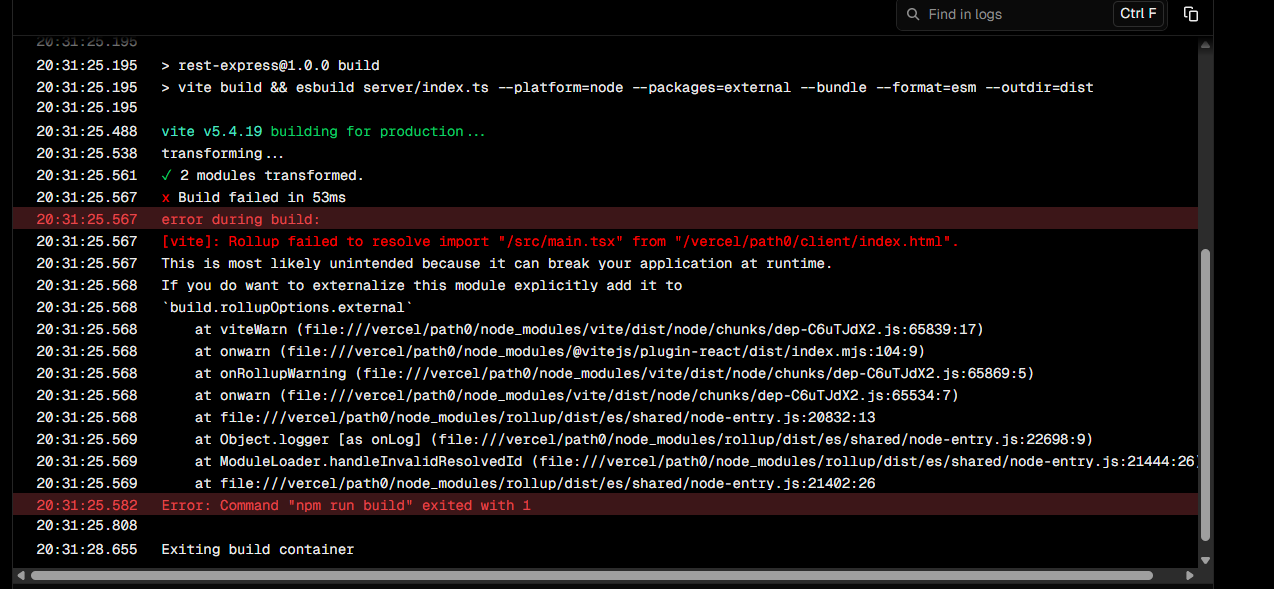 Find in logs Ctrl F
20:31:25.195
20:31:25.195 > rest-express@1.0.0 build
20:31:25.195 > vite build && esbuild server/index.ts --platform=node --packages=external --bundle --format=esm --outdir=dist
20:31:25.195
20:31:25.488 vite v5.4.19 building for production...
20:31:25.538 transforming...
20:31:25.561 ✓ 2 modules transformed.
20:31:25.567 x Build failed in 53ms
20:31:25.567 error during build:
20:31:25.567 [vite]: Rollup failed to resolve import "/src/main.tsx" from "/vercel/path0/client/index.html".
20:31:25.567 This is most likely unintended because it can break your application at runtime.
20:31:25.568 If you do want to externalize this module explicitly add it to
20:31:25.568 `build.rollupOptions.external`
20:31:25.568     at viteWarn (file:///vercel/path0/node_modules/vite/dist/node/chunks/dep-C6uTJdX2.js:65839:17)
20:31:25.568     at onwarn (file:///vercel/path0/node_modules/@vitejs/plugin-react/dist/index.mjs:104:9)
20:31:25.568     at onRollupWarning (file:///vercel/path0/node_modules/vite/dist/node/chunks/dep-C6uTJdX2.js:65869:5)
20:31:25.568     at onwarn (file:///vercel/path0/node_modules/vite/dist/node/chunks/dep-C6uTJdX2.js:65534:7)
20:31:25.568     at file:///vercel/path0/node_modules/rollup/dist/es/shared/node-entry.js:20832:13
20:31:25.569     at Object.logger [as onLog] (file:///vercel/path0/node_modules/rollup/dist/es/shared/node-entry.js:22698:9)
20:31:25.569     at ModuleLoader.handleInvalidResolvedId (file:///vercel/path0/node_modules/rollup/dist/es/shared/node-entry.js:21444:26)
20:31:25.569     at file:///vercel/path0/node_modules/rollup/dist/es/shared/node-entry.js:21402:26
20:31:25.582 Error: Command "npm run build" exited with 1
20:31:25.808
20:31:28.655 Exiting build container